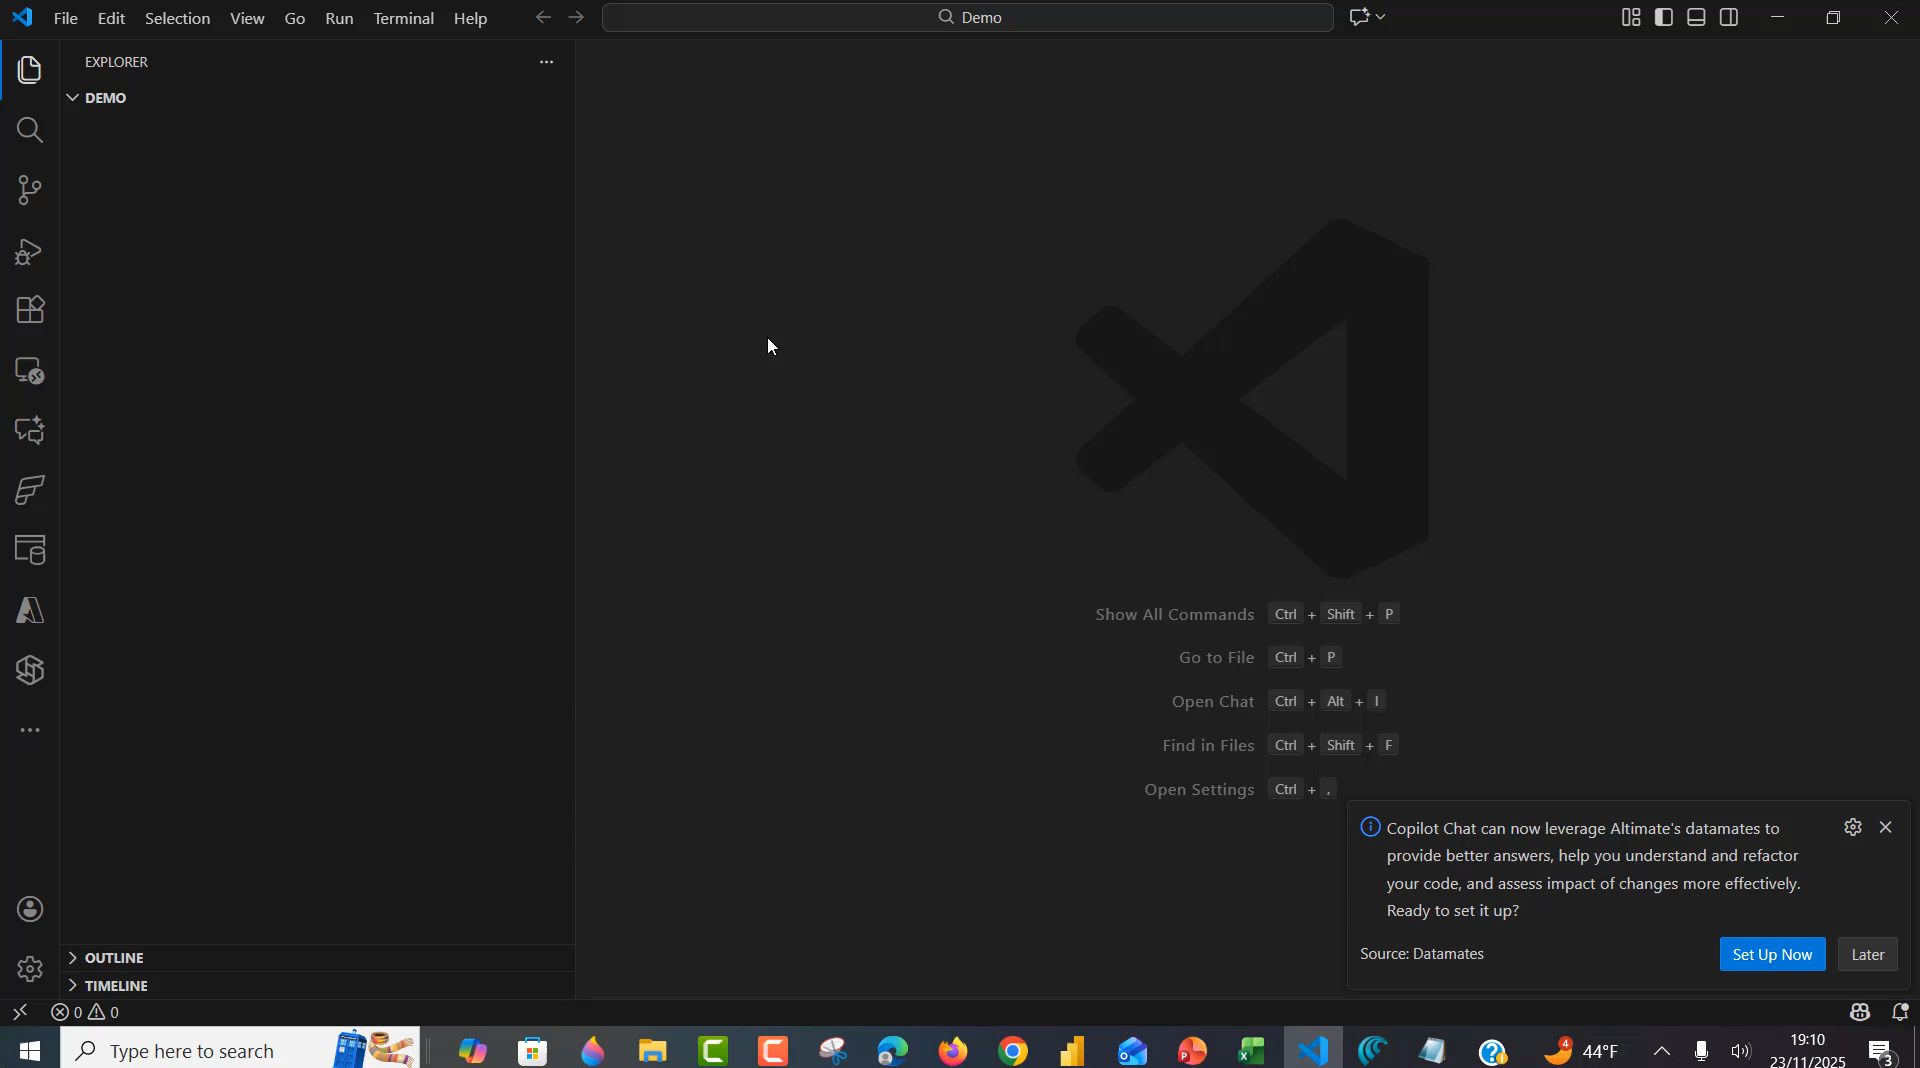 File Edit Selection View Go Run Terminal Help
Demo
EXPLORER
DEMO
Show All Commands Ctrl + Shift + P
Go to File Ctrl + P
Open Chat Ctrl + Alt + I
Find in Files Ctrl + Shift + F
Open Settings Ctrl + ,
Copilot Chat can now leverage Altimate's datamates to
provide better answers, help you understand and refactor
your code, and assess impact of changes more effectively.
Ready to set it up?
Source: Datamates
Set Up Now
Later
OUTLINE
TIMELINE
0 0
Type here to search
4
44°F
19:10
23/11/2025
3